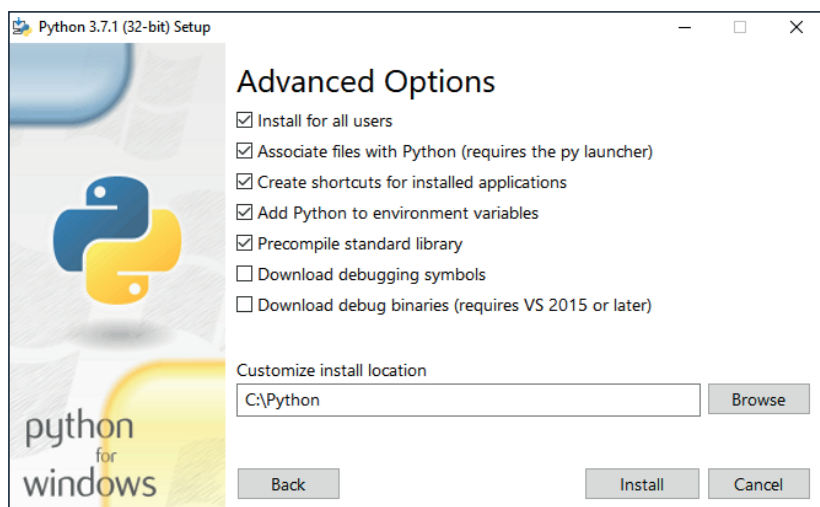 Python 3.7.1 (32-bit) Setup
Advanced Options
Install for all users
Associate files with Python (requires the py launcher)
Create shortcuts for installed applications
Add Python to environment variables
Precompile standard library
Download debugging symbols
Download debug binaries (requires VS 2015 or later)
Customize install location
C:\Python
Browse
python
for
windows
Back
Install
Cancel